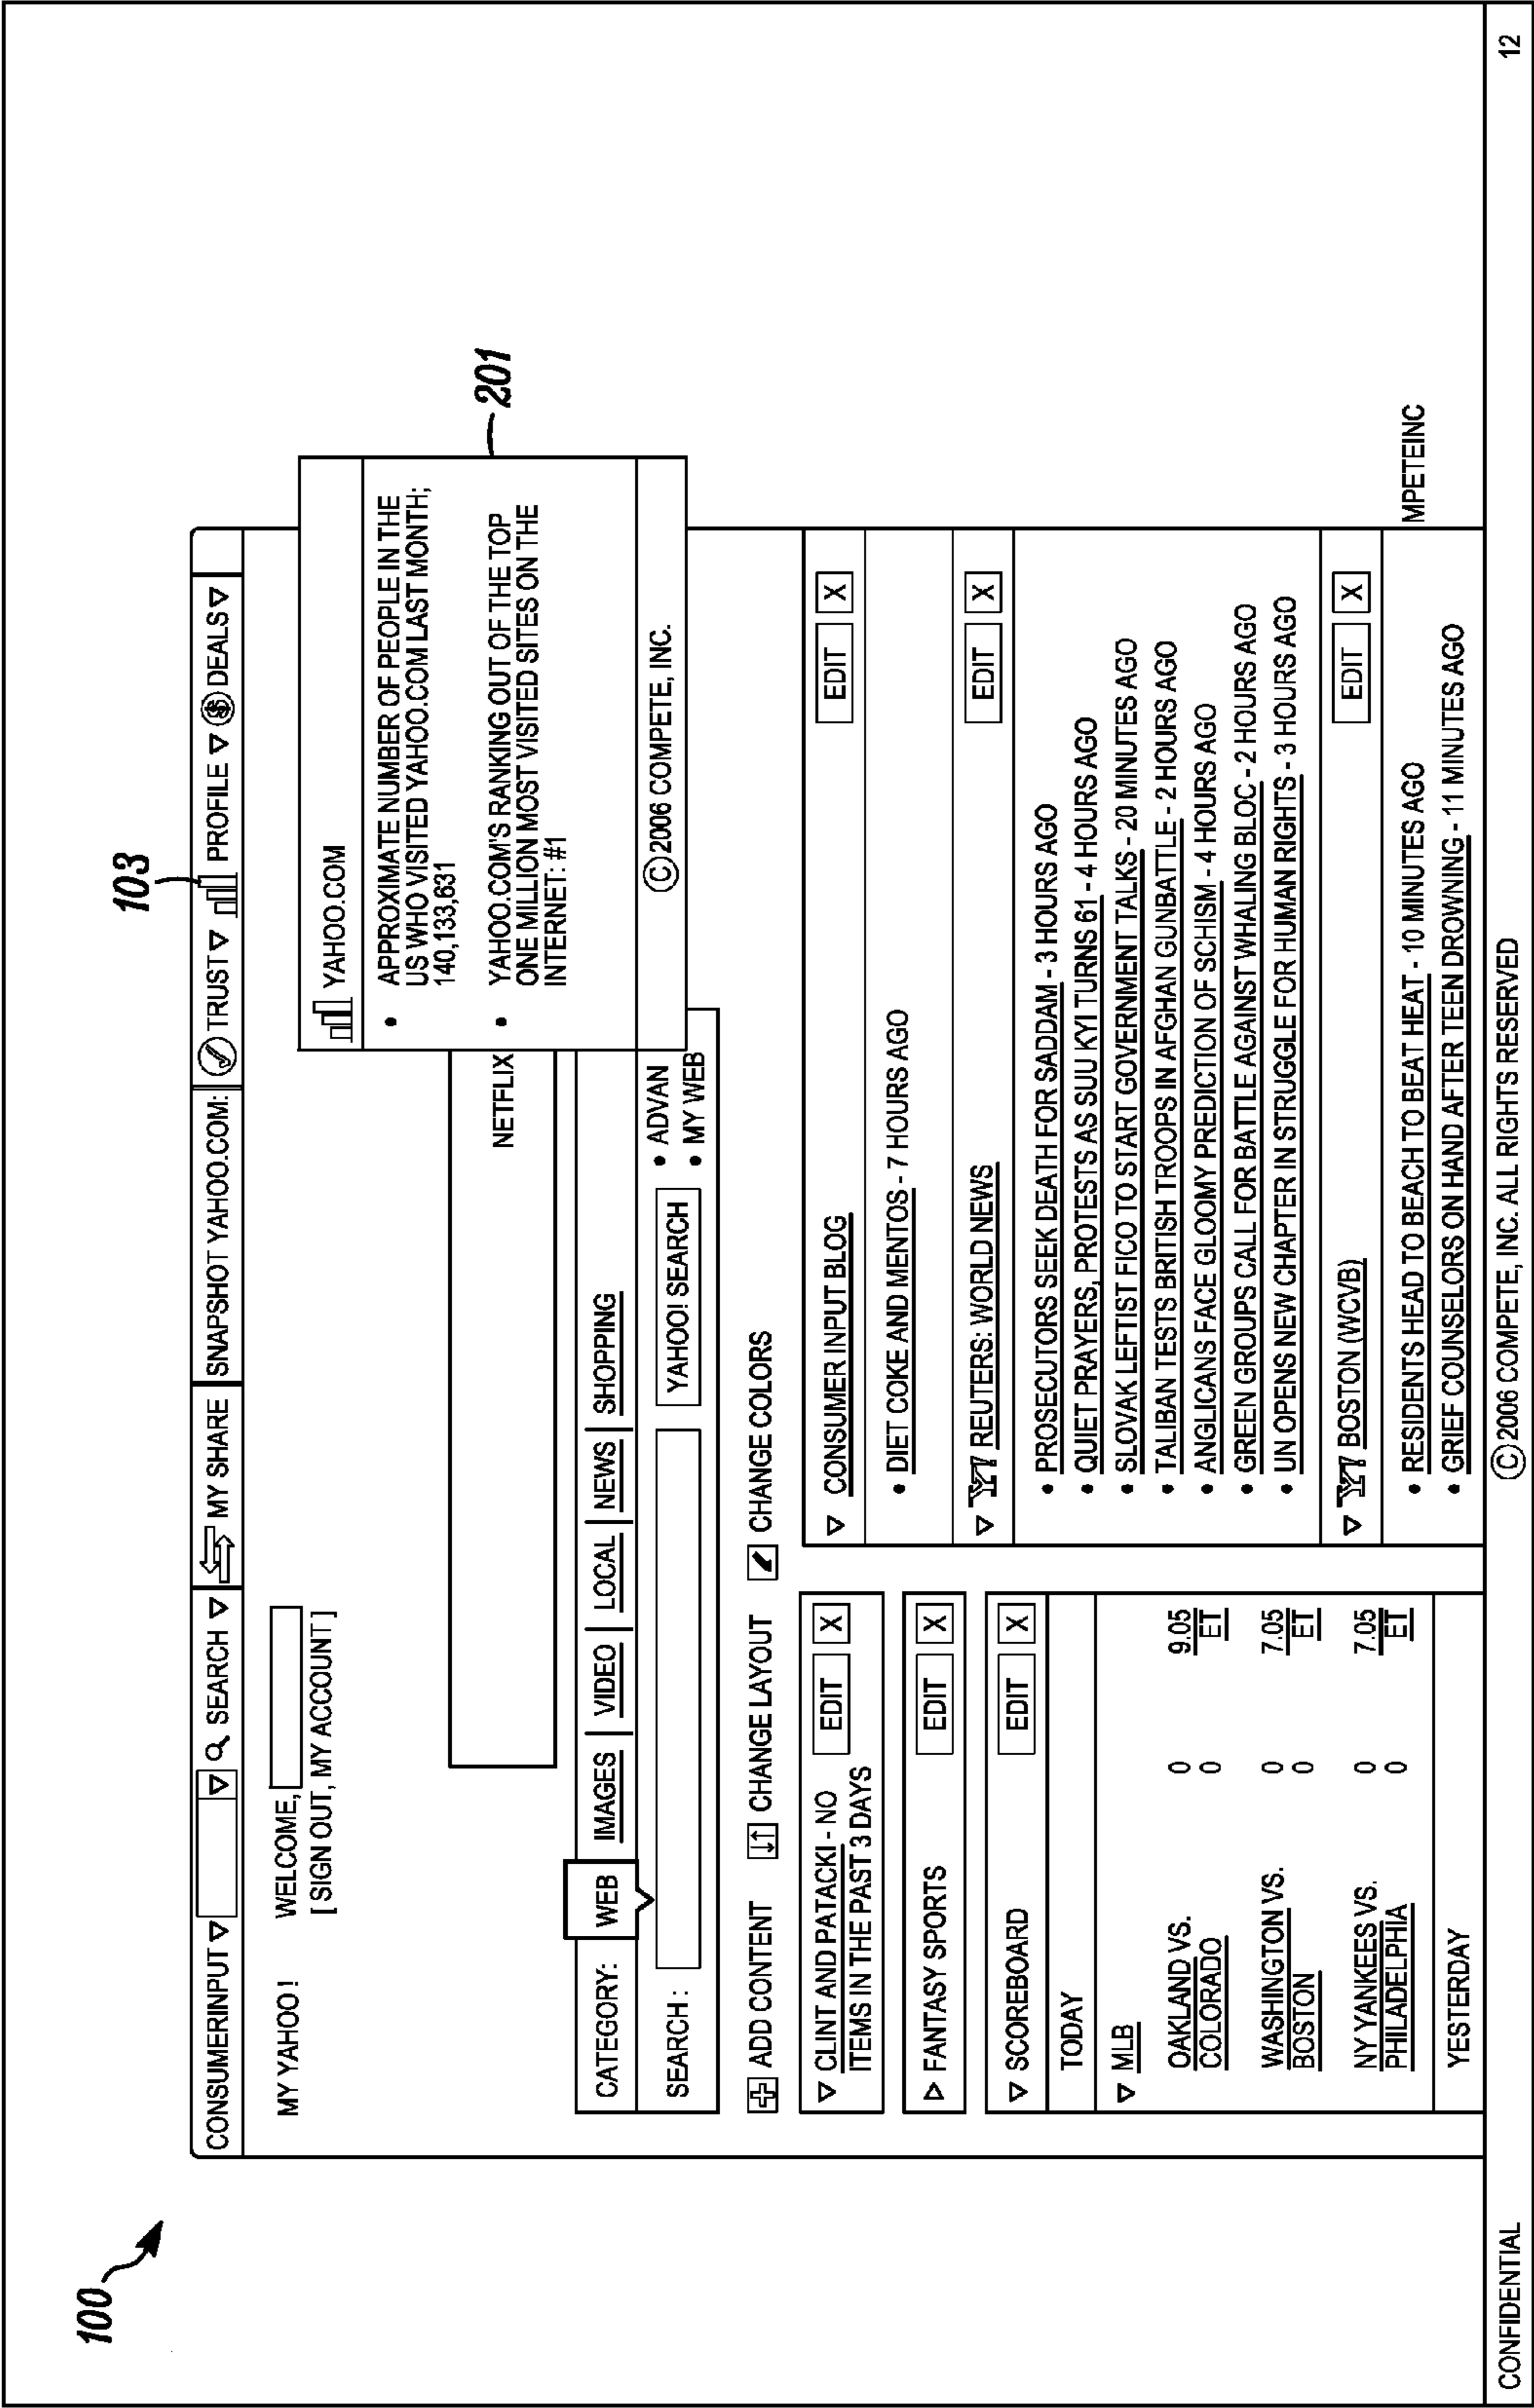 100
103
CONSUMERINPUT
SEARCH
MY SHARE
SNAPSHOT YAHOO.COM:
TRUST
PROFILE
$ DEALS
MY YAHOO !
WELCOME,
[ SIGN OUT, MY ACCOUNT ]
YAHOO.COM
• APPROXIMATE NUMBER OF PEOPLE IN THE
US WHO VISITED YAHOO.COM LAST MONTH;
140,133,631
• YAHOO.COM'S RANKING OUT OF THE TOP
ONE MILLION MOST VISITED SITES ON THE
INTERNET: #1
© 2006 COMPETE, INC.
201
NETFLIX
CATEGORY:
WEB
IMAGES
VIDEO
LOCAL
NEWS
SHOPPING
SEARCH :
YAHOO! SEARCH
• ADVAN
• MY WEB
ADD CONTENT
CHANGE LAYOUT
CHANGE COLORS
CLINT AND PATACKI - NO
ITEMS IN THE PAST 3 DAYS
EDIT
X
FANTASY SPORTS
EDIT
X
SCOREBOARD
EDIT
X
TODAY
MLB
OAKLAND VS. 0 9.05
COLORADO 0 ET
WASHINGTON VS. 0 7.05
BOSTON 0 ET
NY YANKEES VS. 0 7.05
PHILADELPHIA 0 ET
YESTERDAY
CONSUMER INPUT BLOG
EDIT
X
• DIET COKE AND MENTOS - 7 HOURS AGO
Y! REUTERS: WORLD NEWS
EDIT
X
• PROSECUTORS SEEK DEATH FOR SADDAM - 3 HOURS AGO
• QUIET PRAYERS, PROTESTS AS SUU KYI TURNS 61 - 4 HOURS AGO
• SLOVAK LEFTIST FICO TO START GOVERNMENT TALKS - 20 MINUTES AGO
• TALIBAN TESTS BRITISH TROOPS IN AFGHAN GUNBATTLE - 2 HOURS AGO
• ANGLICANS FACE GLOOMY PREDICTION OF SCHISM - 4 HOURS AGO
• GREEN GROUPS CALL FOR BATTLE AGAINST WHALING BLOC - 2 HOURS AGO
• UN OPENS NEW CHAPTER IN STRUGGLE FOR HUMAN RIGHTS - 3 HOURS AGO
Y! BOSTON (WCVB)
EDIT
X
• RESIDENTS HEAD TO BEACH TO BEAT HEAT - 10 MINUTES AGO
• GRIEF COUNSELORS ON HAND AFTER TEEN DROWNING - 11 MINUTES AGO
MPETEINC
CONFIDENTIAL
© 2006 COMPETE, INC. ALL RIGHTS RESERVED
12